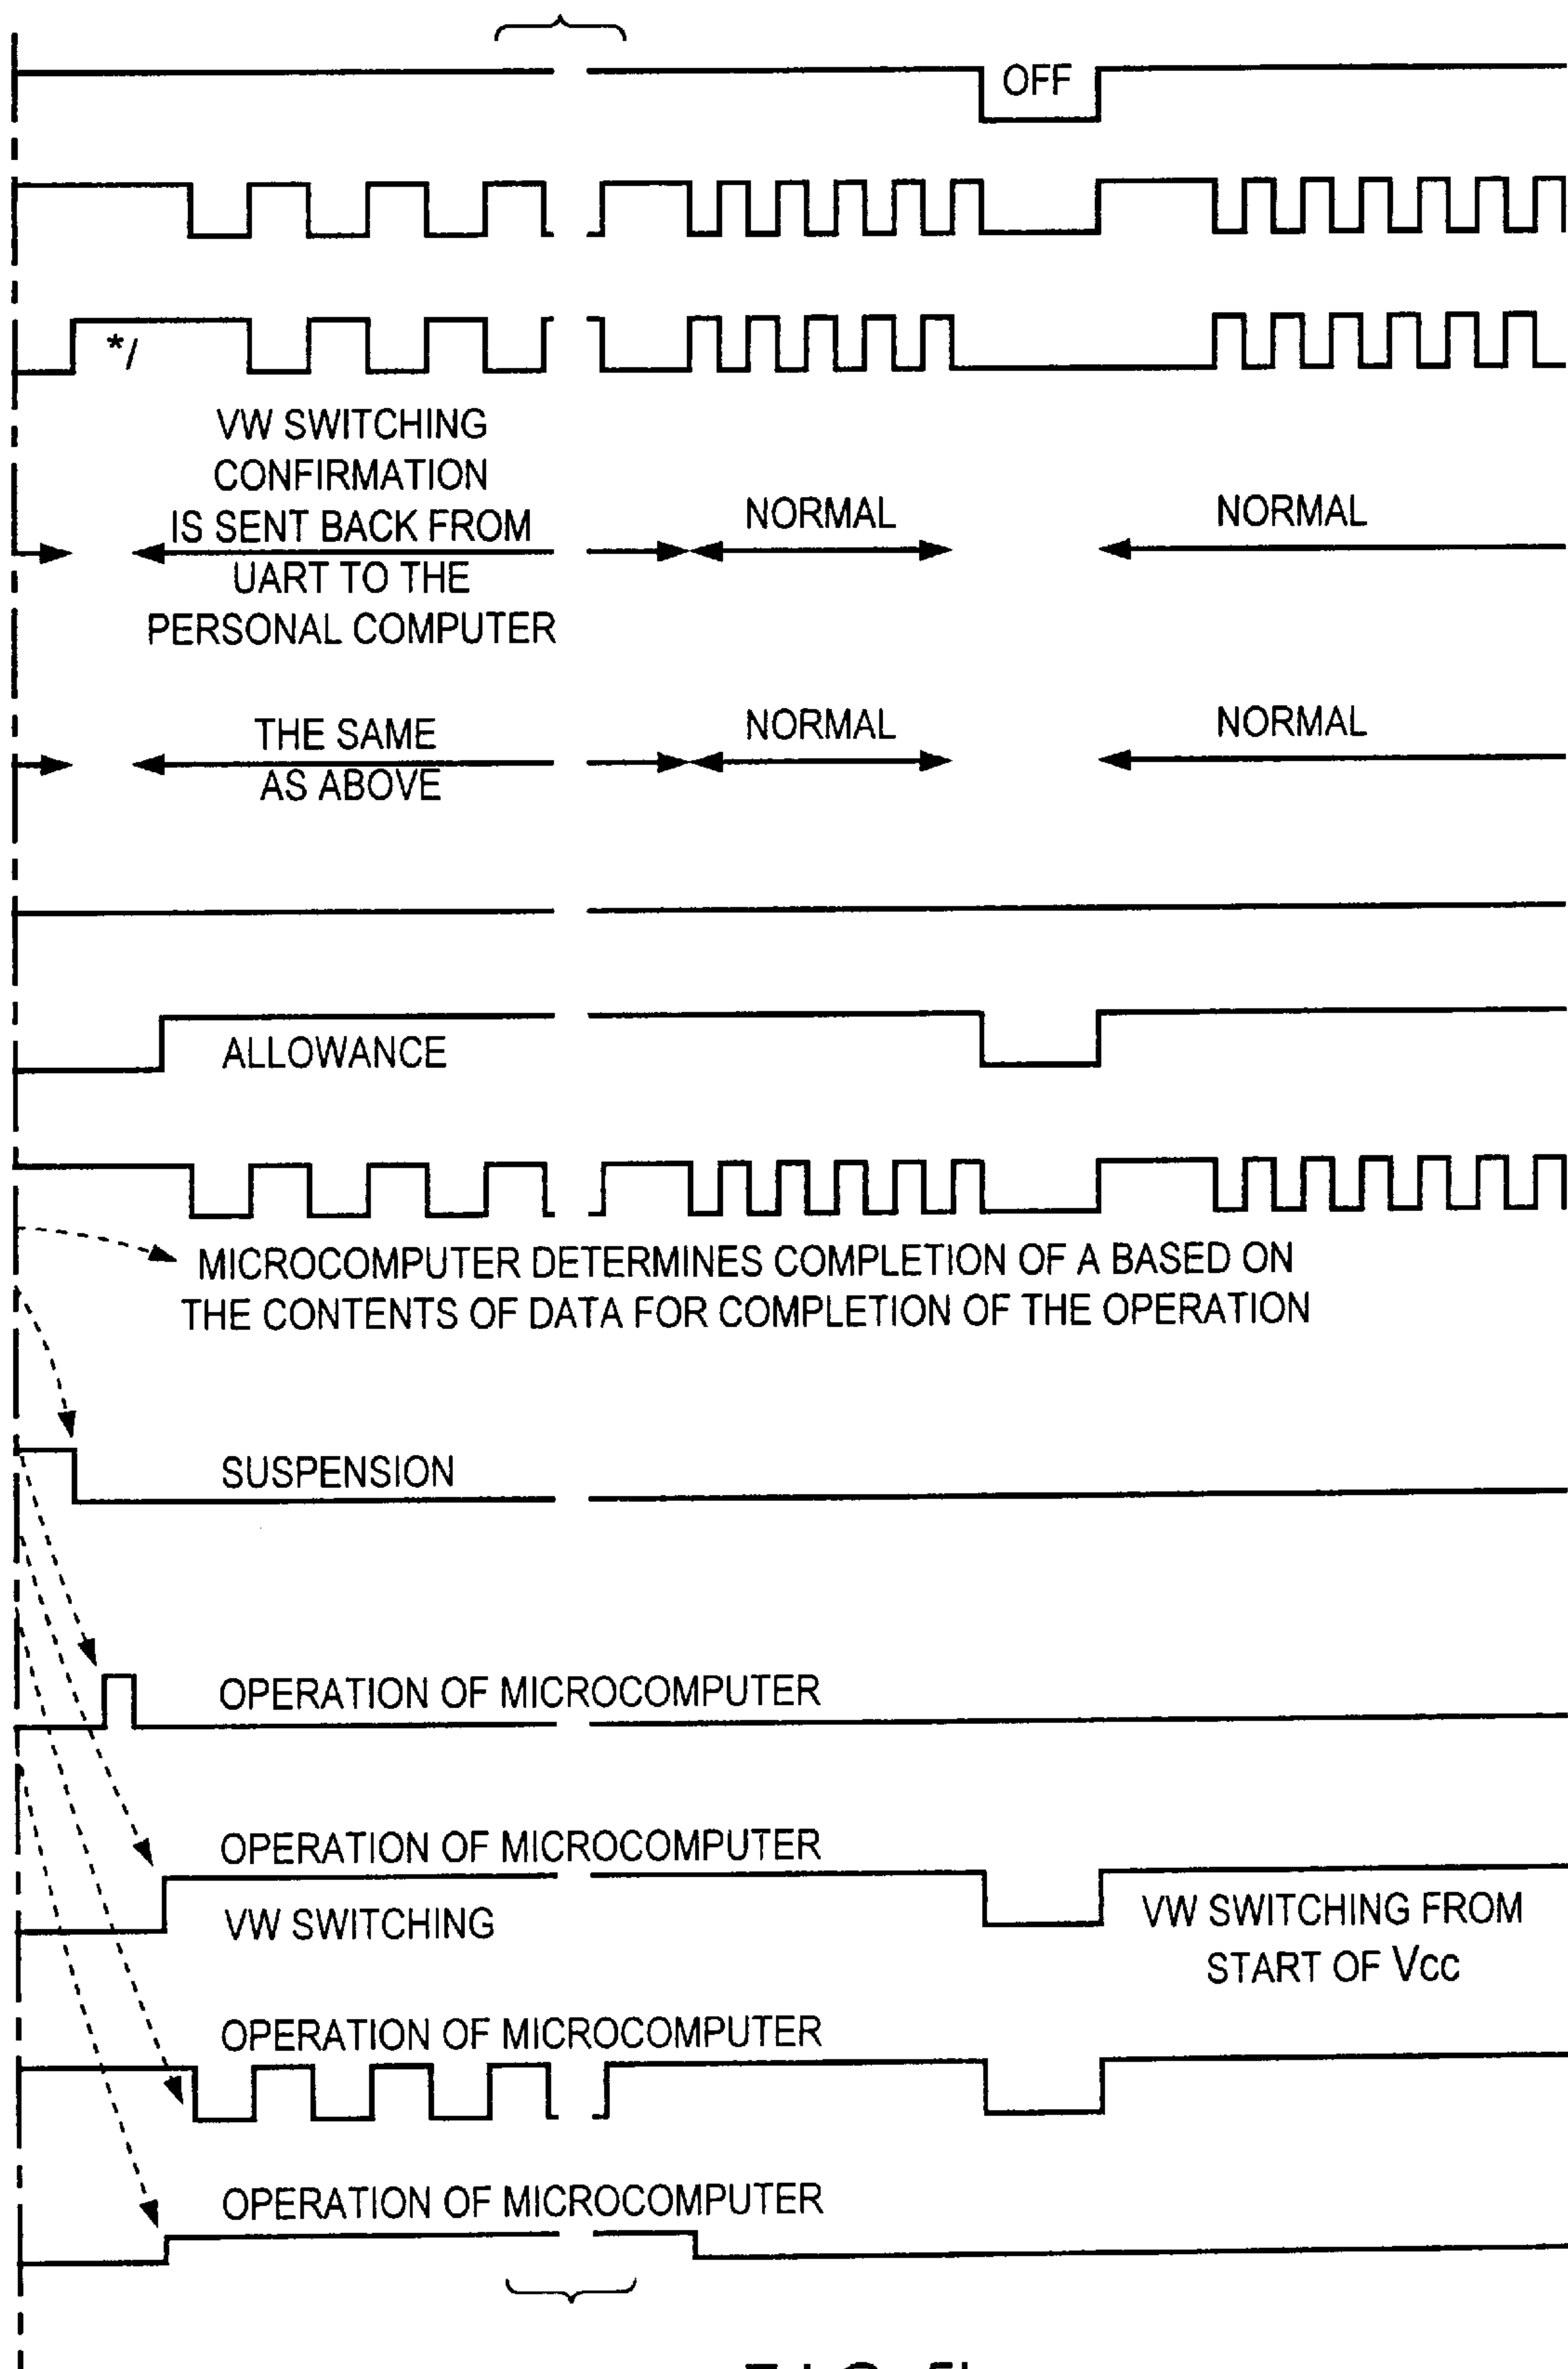 OFF
*/
VW SWITCHING
CONFIRMATION
IS SENT BACK FROM
UART TO THE
PERSONAL COMPUTER
NORMAL
NORMAL
THE SAME
AS ABOVE
NORMAL
NORMAL
ALLOWANCE
MICROCOMPUTER DETERMINES COMPLETION OF A BASED ON
THE CONTENTS OF DATA FOR COMPLETION OF THE OPERATION
SUSPENSION
OPERATION OF MICROCOMPUTER
OPERATION OF MICROCOMPUTER
VW SWITCHING
VW SWITCHING FROM
START OF Vcc
OPERATION OF MICROCOMPUTER
OPERATION OF MICROCOMPUTER